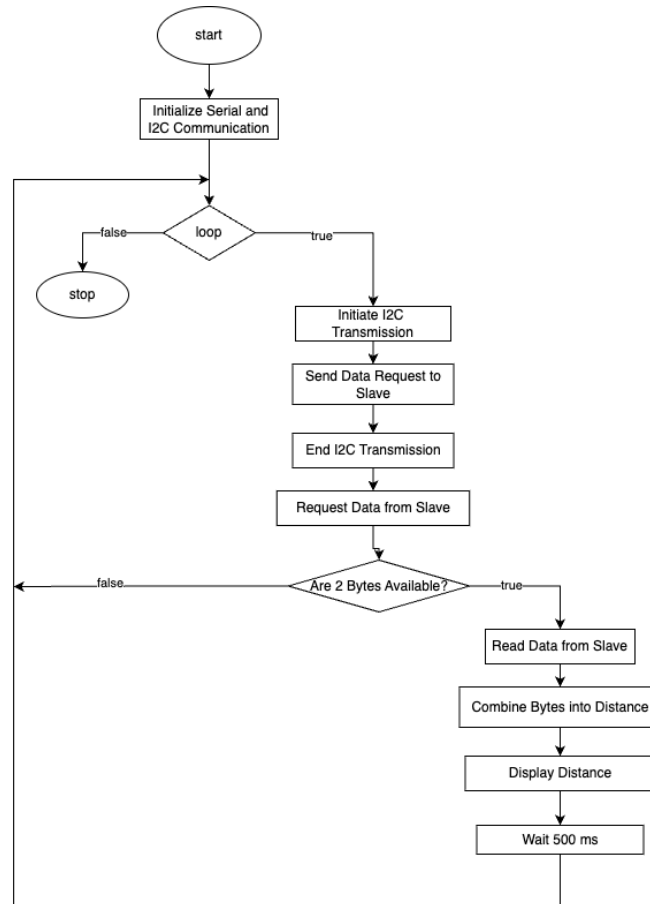 start
Initialize Serial and
I2C Communication
loop
false
true
stop
Initiate I2C
Transmission
Send Data Request to
Slave
End I2C Transmission
Request Data from Slave
Are 2 Bytes Available?
false
true
Read Data from Slave
Combine Bytes into Distance
Display Distance
Wait 500 ms